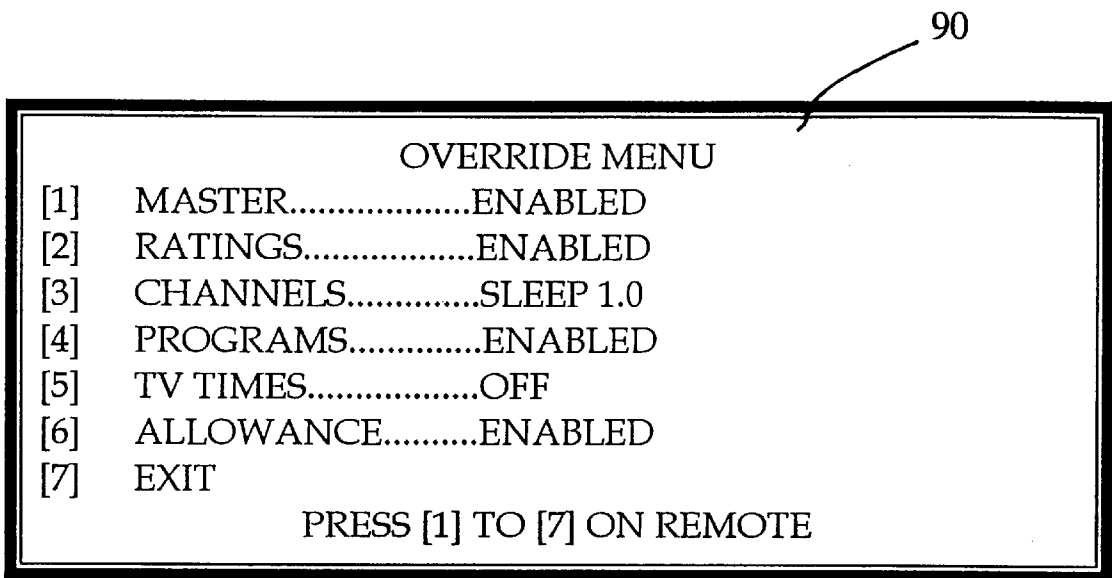 90
OVERRIDE MENU
[1] MASTER....................ENABLED
[2] RATINGS...................ENABLED
[3] CHANNELS..............SLEEP 1.0
[4] PROGRAMS..............ENABLED
[5] TV TIMES...................OFF
[6] ALLOWANCE..........ENABLED
[7] EXIT
PRESS [1] TO [7] ON REMOTE